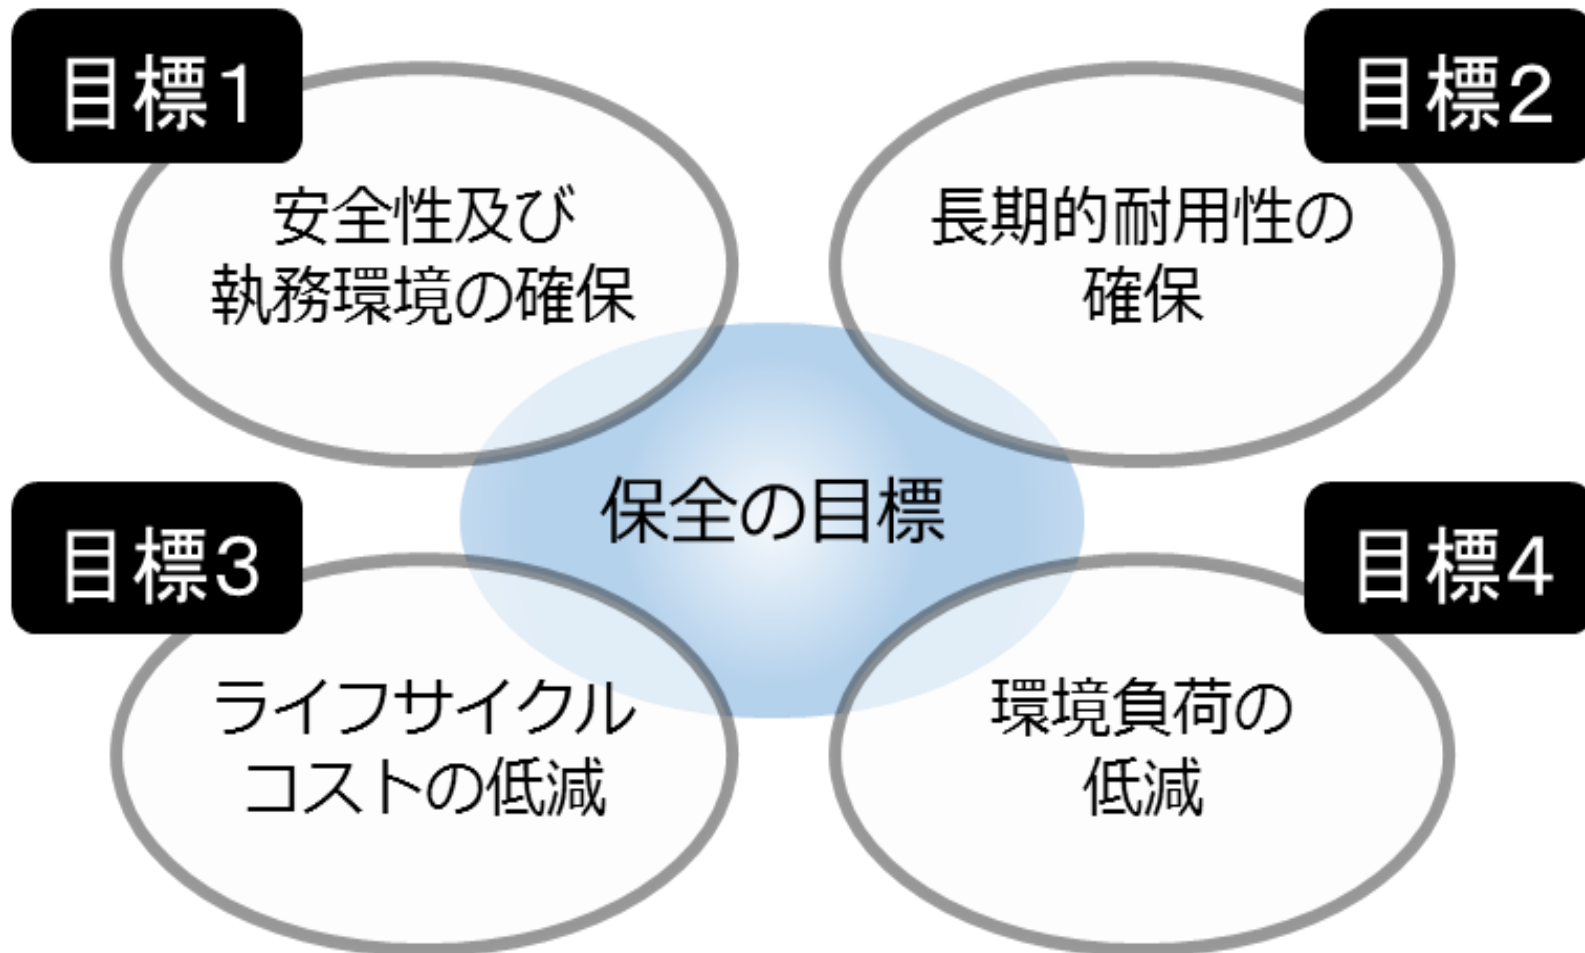 目標1
安全性及び
執務環境の確保
目標2
長期的耐用性の
確保
保全の目標
目標3
ライフサイクル
コストの低減
目標4
環境負荷の
低減